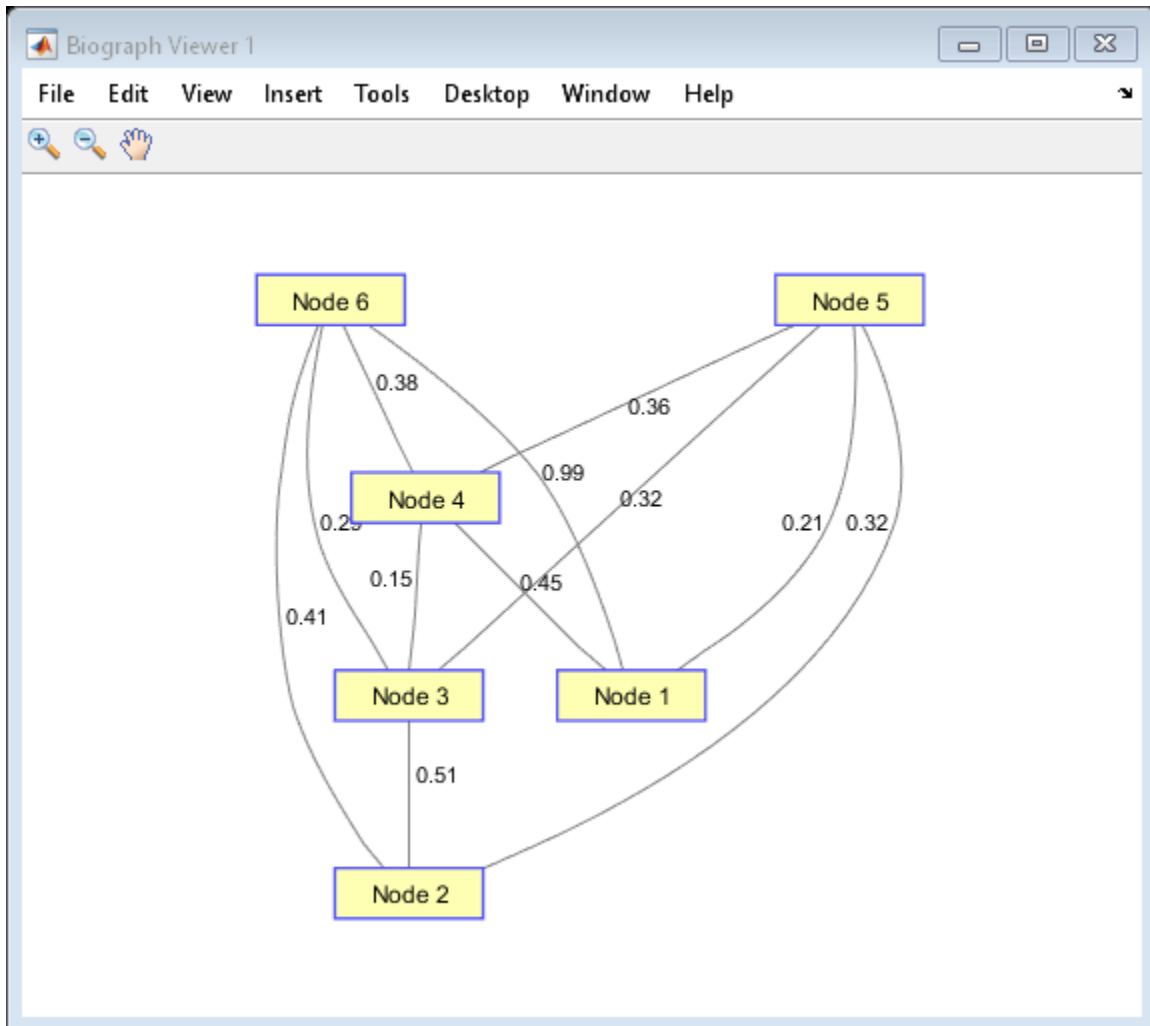 Biograph Viewer 1
File Edit View Insert Tools Desktop Window Help
Node 6
Node 5
0.38
0.36
0.99
Node 4
0.32
0.21
0.32
0.15
0.45
0.41
Node 3
Node 1
0.51
Node 2